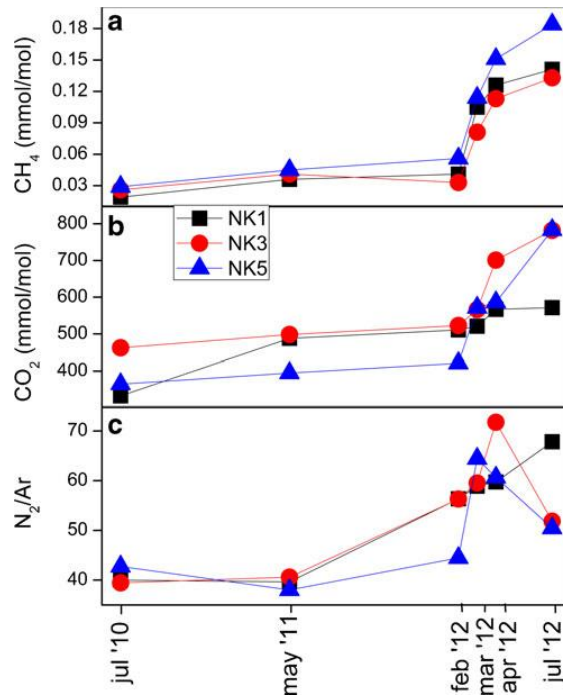 a
0.18
0.15
0.12
0.09
0.06
0.03
CH4 (mmol/mol)
b
NK1
NK3
NK5
800
700
600
500
400
CO2 (mmol/mol)
c
70
60
50
40
N2/Ar
jul '10
may '11
feb '12
mar '12
apr '12
jul '12